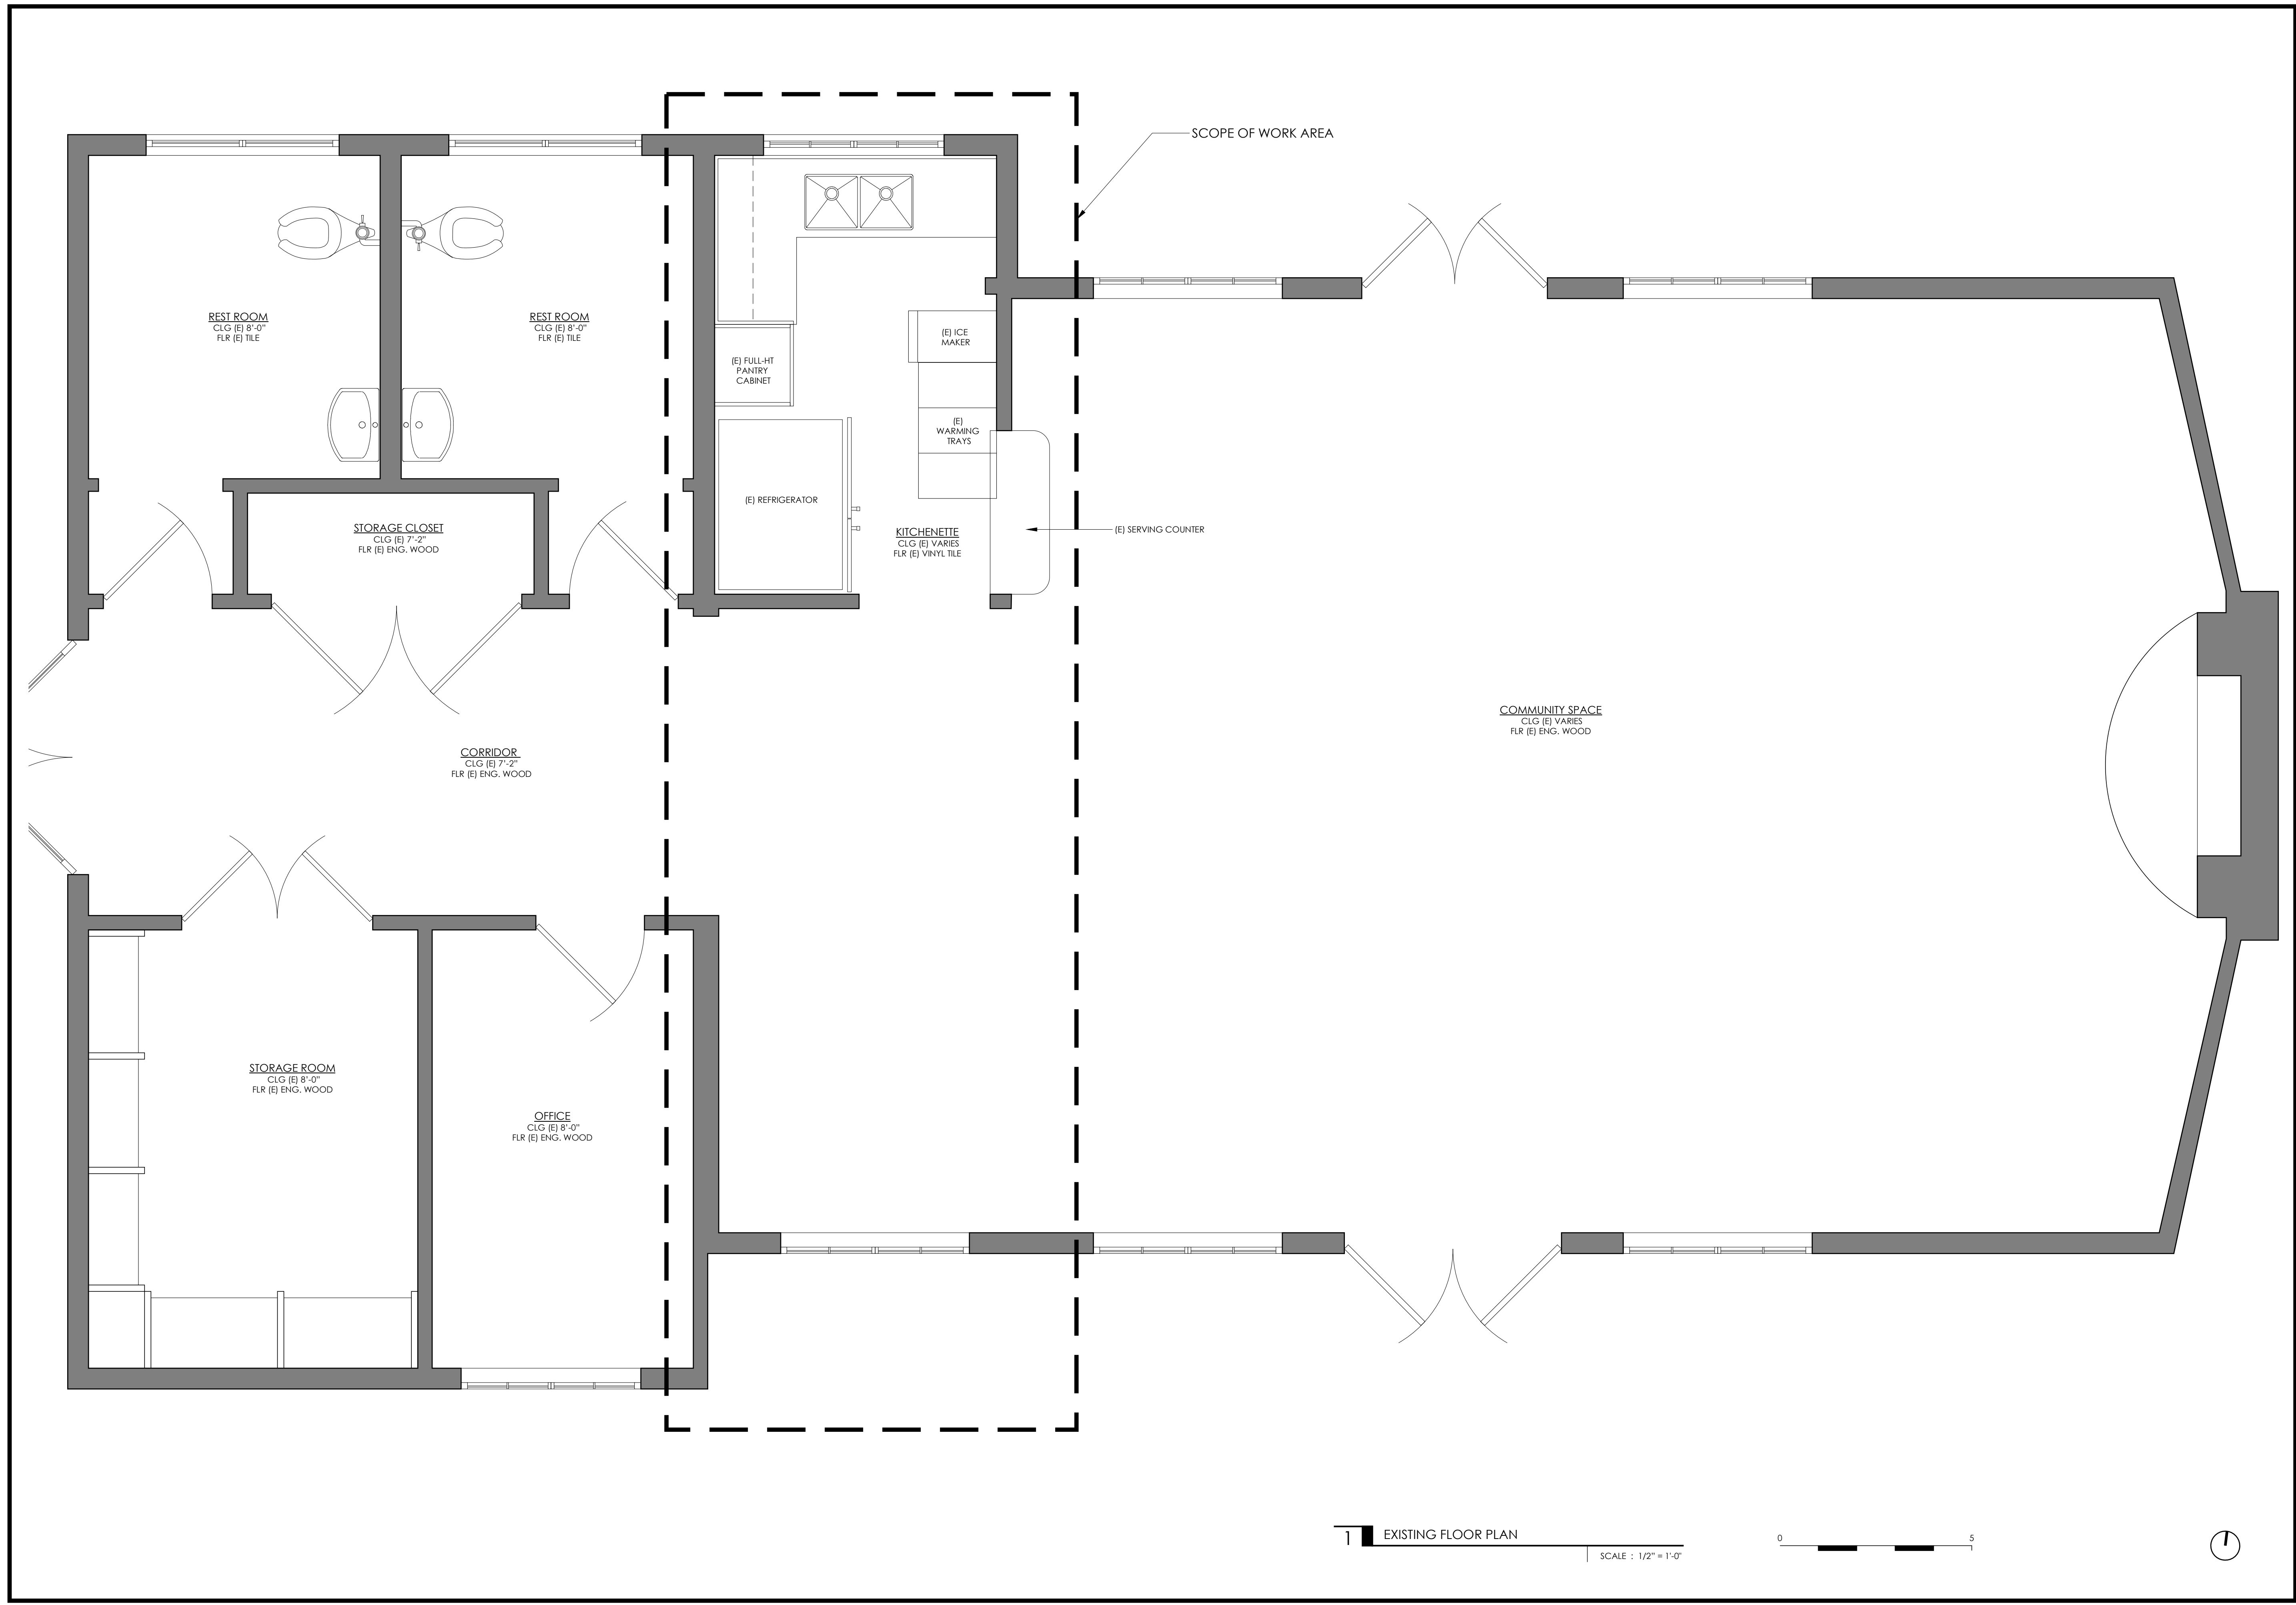 SCOPE OF WORK AREA
REST ROOM
CLG (E) 8'-0"
FLR (E) TILE
REST ROOM
CLG (E) 8'-0"
FLR (E) TILE
(E) ICE
MAKER
(E) FULL-HT
PANTRY
CABINET
(E)
WARMING
TRAYS
(E) REFRIGERATOR
STORAGE CLOSET
CLG (E) 7'-2"
FLR (E) ENG. WOOD
KITCHENETTE
CLG (E) VARIES
FLR (E) VINYL TILE
(E) SERVING COUNTER
COMMUNITY SPACE
CLG (E) VARIES
FLR (E) ENG. WOOD
CORRIDOR
CLG (E) 7'-2"
FLR (E) ENG. WOOD
STORAGE ROOM
CLG (E) 8'-0"
FLR (E) ENG. WOOD
OFFICE
CLG (E) 8'-0"
FLR (E) ENG. WOOD
1 EXISTING FLOOR PLAN
SCALE : 1/2" = 1'-0"
0 5